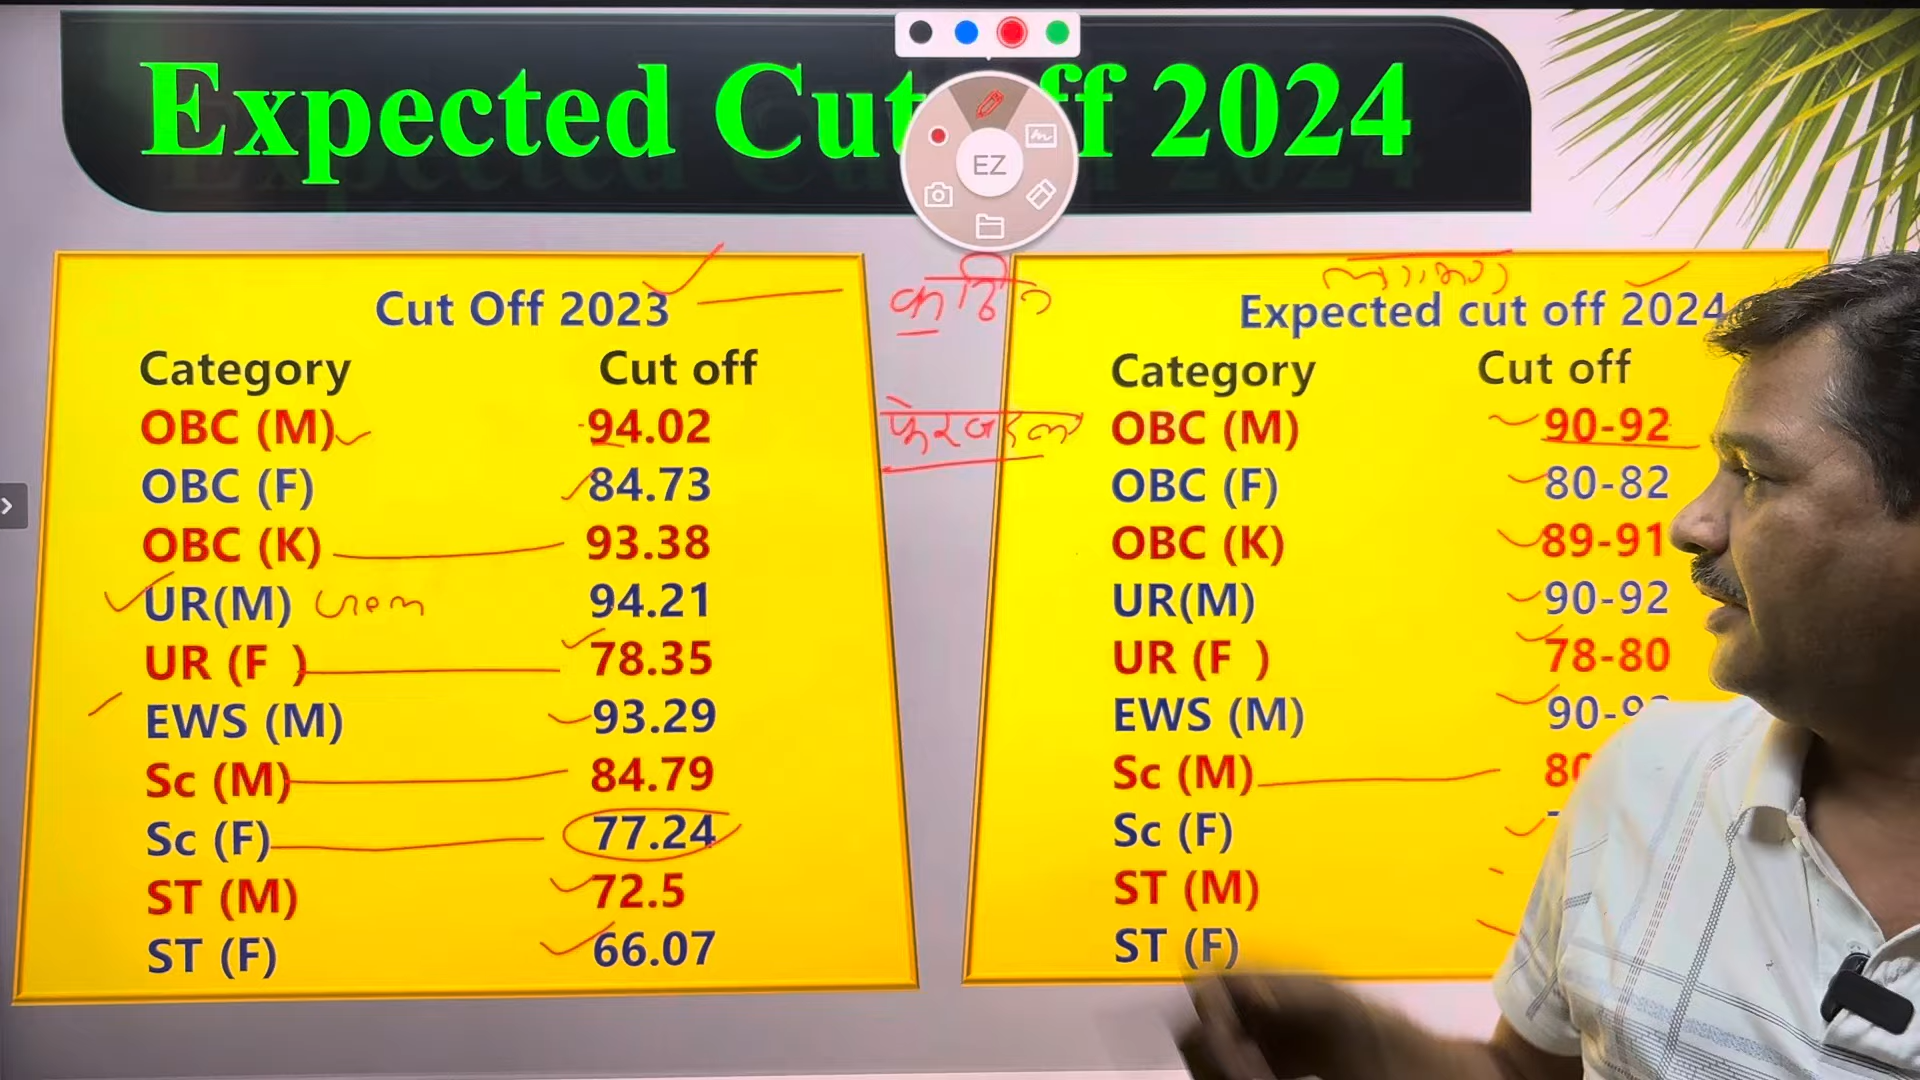 Expected Cut off 2024
EZ
Cut Off 2023
Category Cut off
OBC (M) 94.02
OBC (F) 84.73
OBC (K) 93.38
UR(M) 94.21
UR (F ) 78.35
EWS (M) 93.29
Sc (M) 84.79
Sc (F) 77.24
ST (M) 72.5
ST (F) 66.07
फेरबदल
Expected cut off 2024
Category Cut off
OBC (M) 90-92
OBC (F) 80-82
OBC (K) 89-91
UR(M) 90-92
UR (F ) 78-80
EWS (M) 90-
Sc (M)
Sc (F)
ST (M)
ST (F)